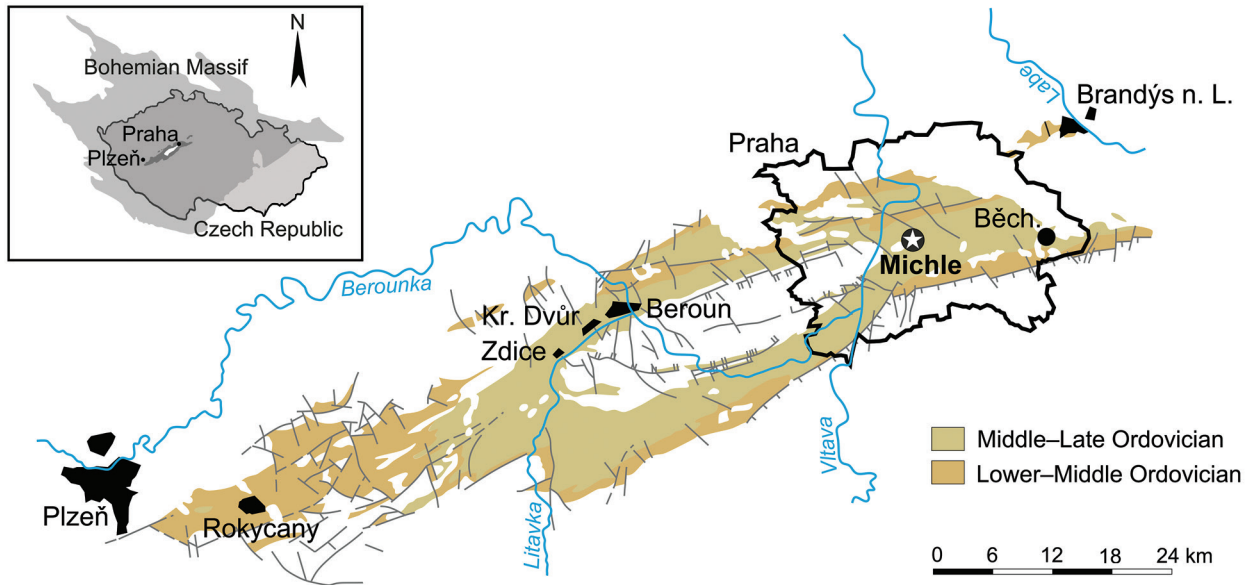 N
Bohemian Massif
Praha
Plzeň
Czech Republic
Labe
Brandýs n. L.
Praha
Běch.
Michle
Berounka
Kr. Dvůr
Beroun
Zdice
Vltava
Middle–Late Ordovician
Lower–Middle Ordovician
Plzeň
Rokycany
Litavka
0 6 12 18 24 km